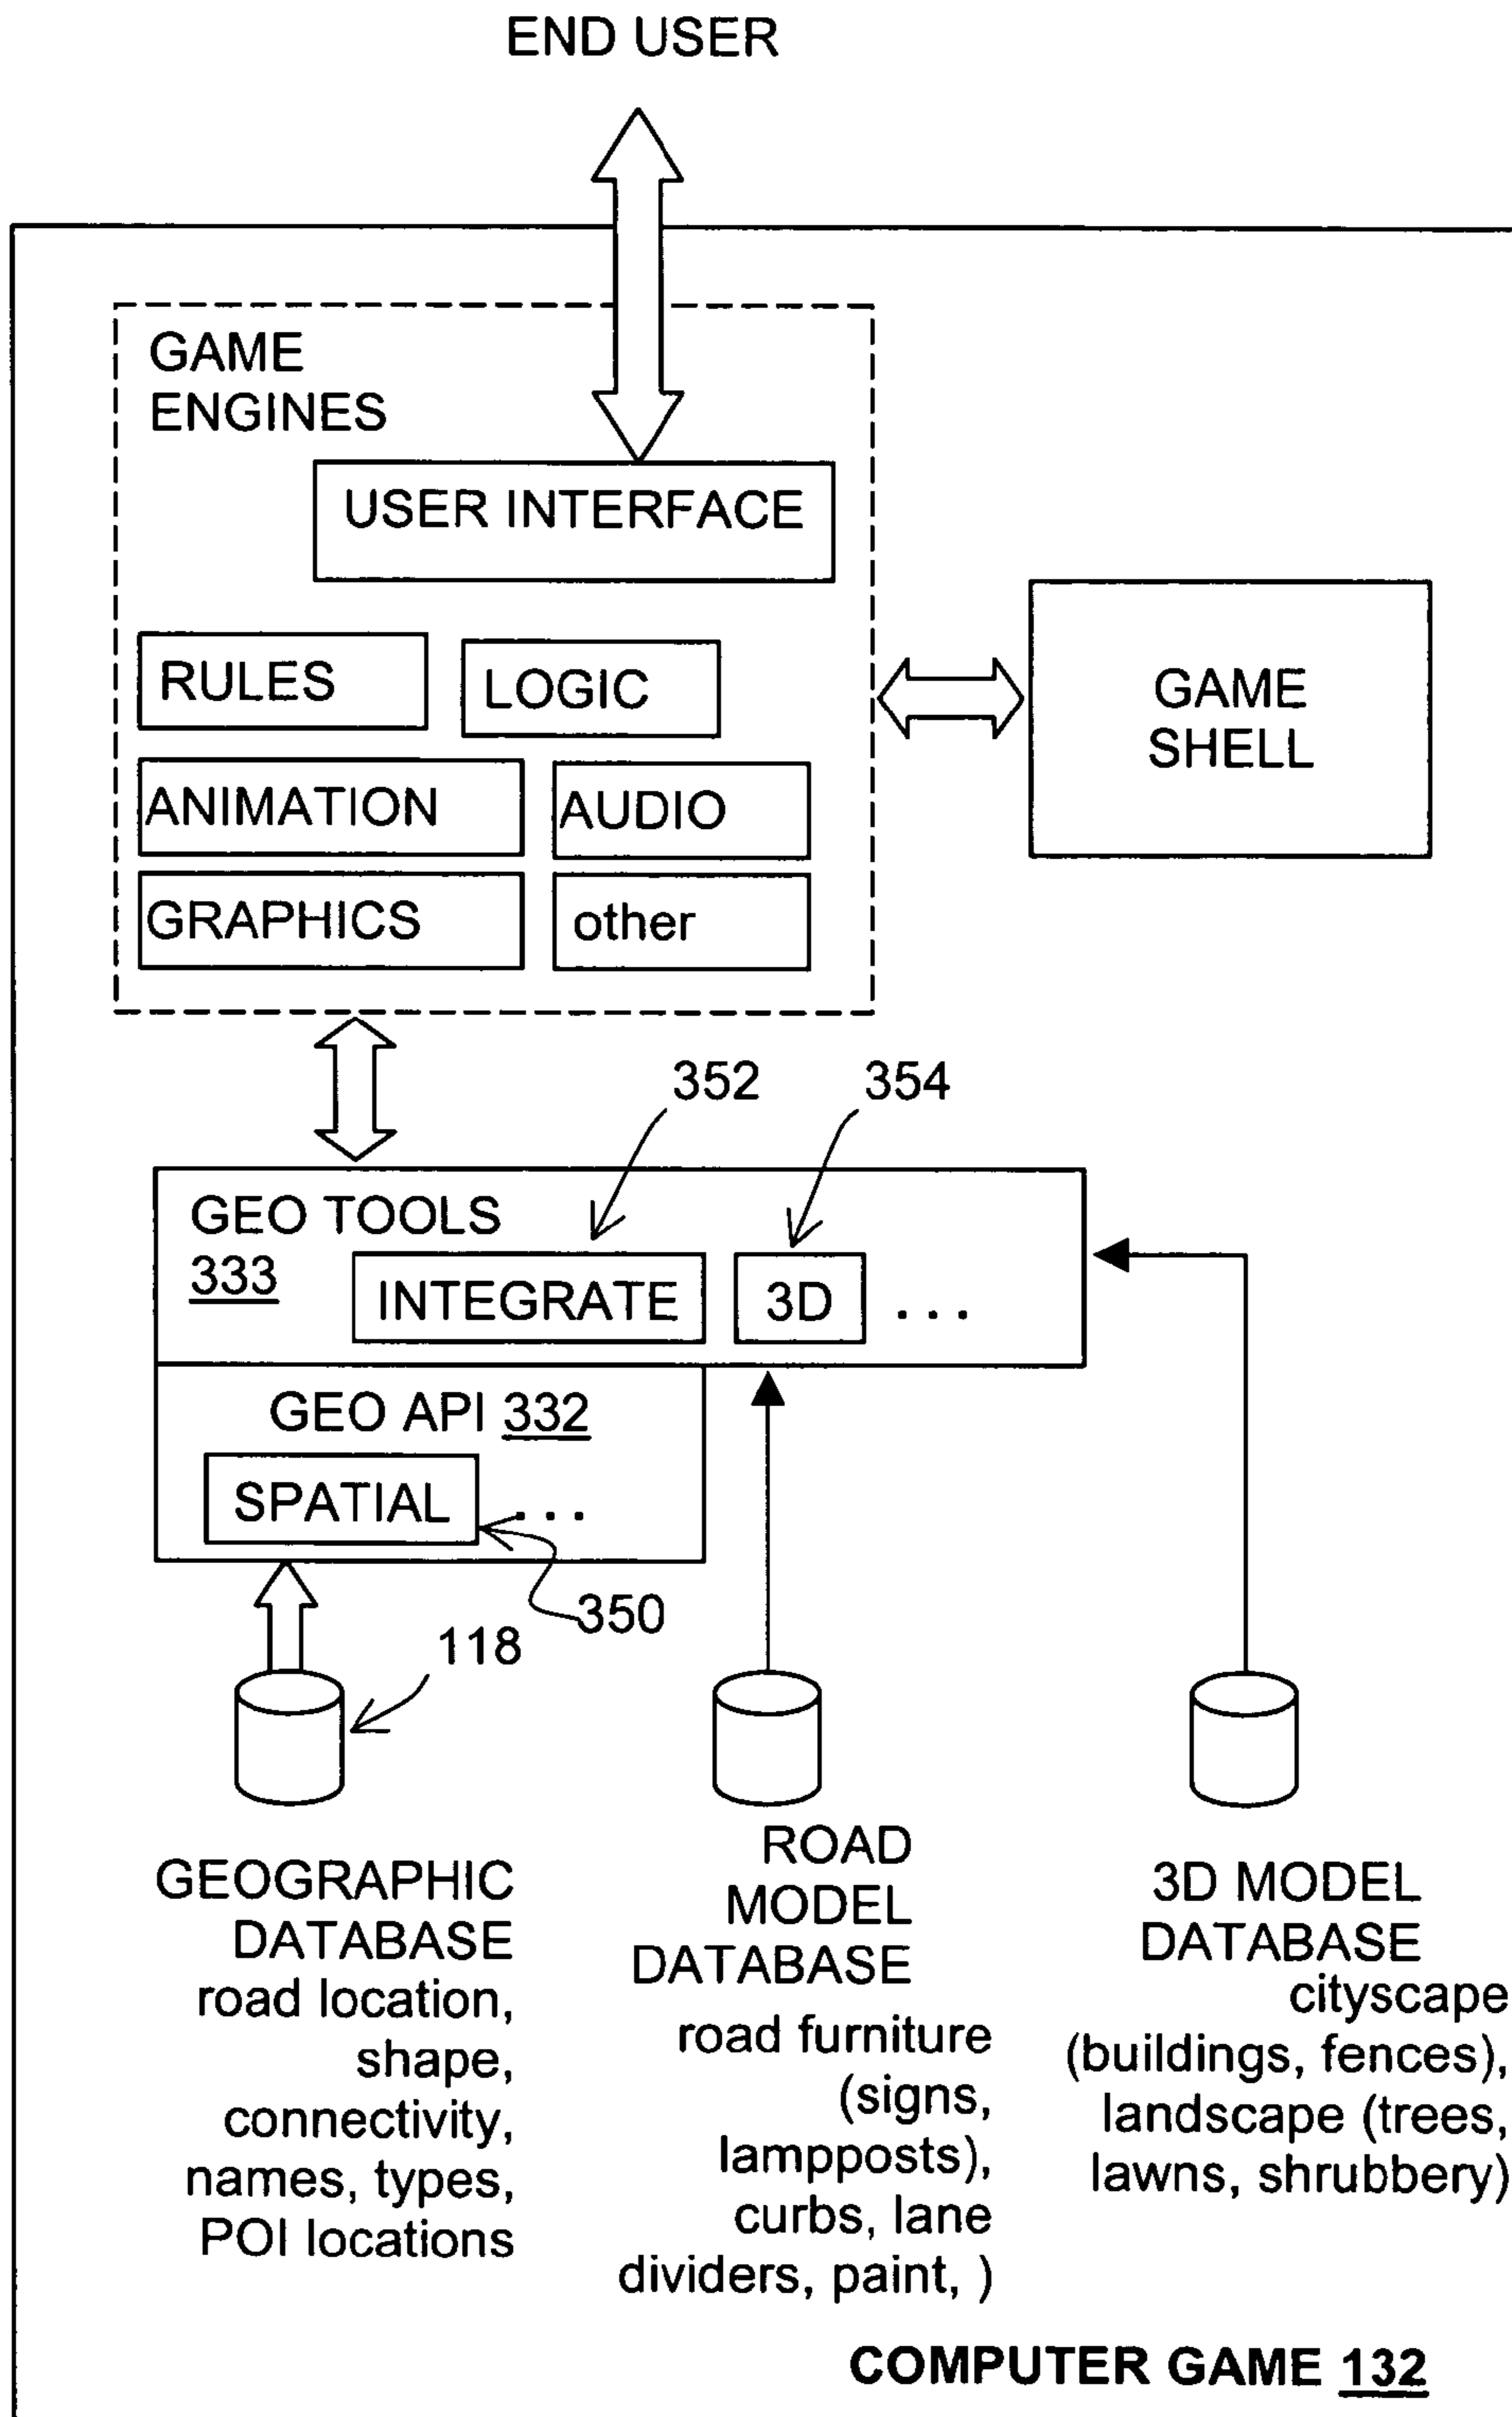 END USER
GAME
ENGINES
USER INTERFACE
RULES
LOGIC
ANIMATION
AUDIO
GRAPHICS
other
GAME
SHELL
352
354
GEO TOOLS
333
INTEGRATE
3D
. . .
GEO API 332
SPATIAL
. . .
350
118
GEOGRAPHIC
DATABASE
road location,
shape,
connectivity,
names, types,
POI locations
ROAD
MODEL
DATABASE
road furniture
(signs,
lampposts),
curbs, lane
dividers, paint, )
3D MODEL
DATABASE
cityscape
(buildings, fences),
landscape (trees,
lawns, shrubbery)
COMPUTER GAME 132